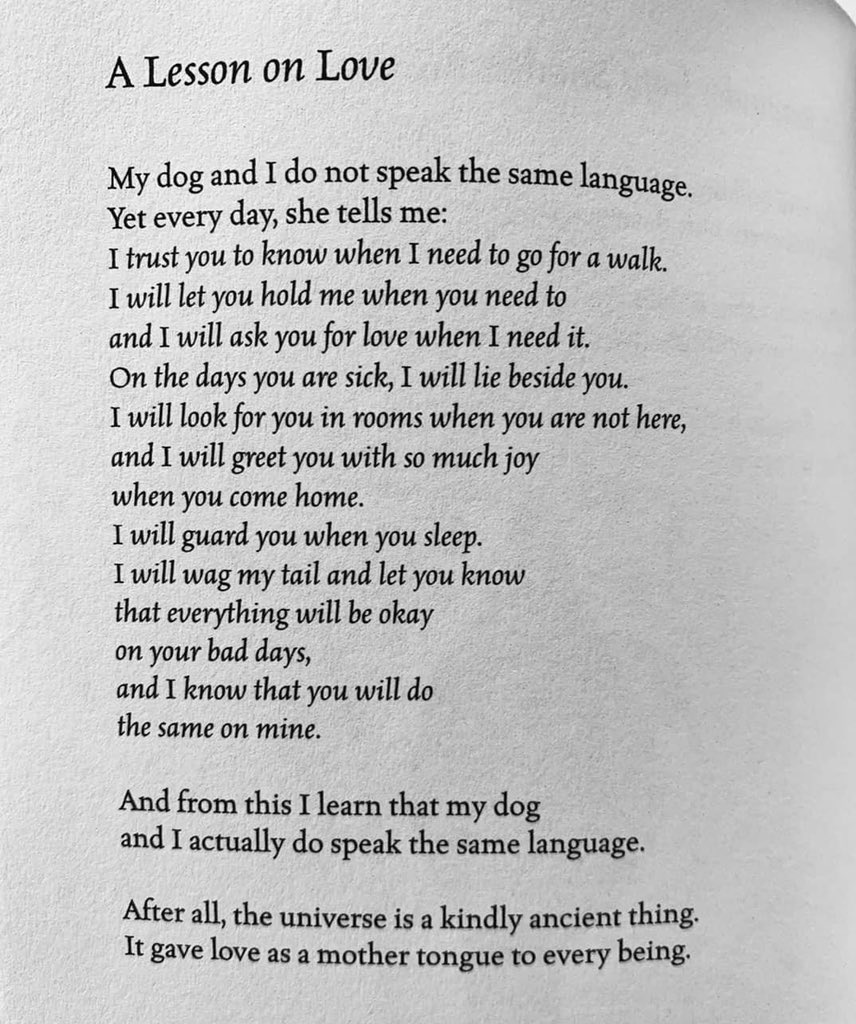 A Lesson on Love
My dog and I do not speak the same language.
Yet every day, she tells me:
I trust you to know when I need to go for a walk.
I will let you hold me when you need to
and I will ask you for love when I need it.
On the days you are sick, I will lie beside you.
I will look for you in rooms when you are not here,
and I will greet you with so much joy
when you come home.
I will guard you when you sleep.
I will wag my tail and let you know
that everything will be okay
on your bad days,
and I know that you will do
the same on mine.
And from this I learn that my dog
and I actually do speak the same language.
After all, the universe is a kindly ancient thing.
It gave love as a mother tongue to every being.